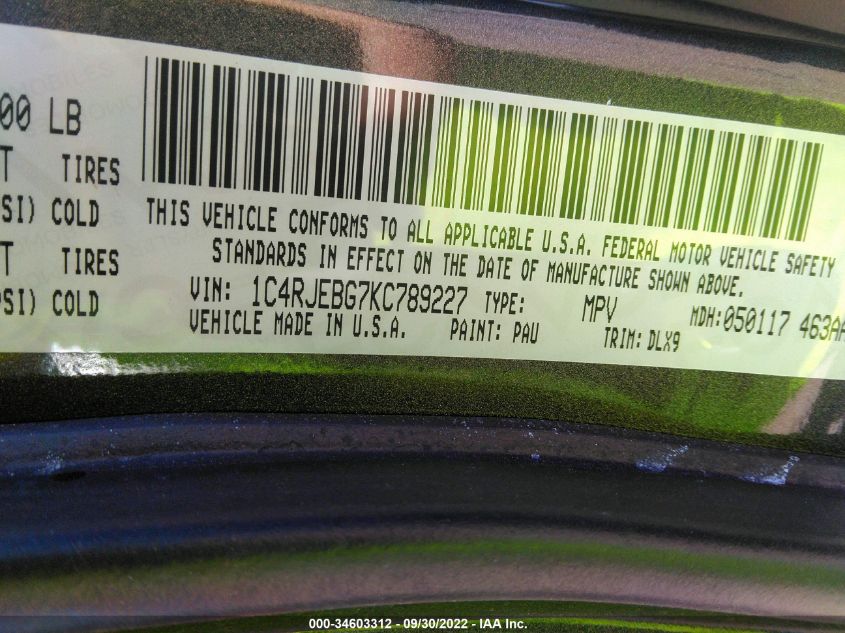 00 LB
T TIRES
SI) COLD
T TIRES
SI) COLD
THIS VEHICLE CONFORMS TO ALL APPLICABLE U.S.A. FEDERAL MOTOR VEHICLE SAFETY
STANDARDS IN EFFECT ON THE DATE OF MANUFACTURE SHOWN ABOVE.
VIN: 1C4RJEBG7KC789227 TYPE: MPV MDH:050117 463AA
VEHICLE MADE IN U.S.A. PAINT: PAU TRIM: DLX9
000-34603312 - 09/30/2022 - IAA Inc.